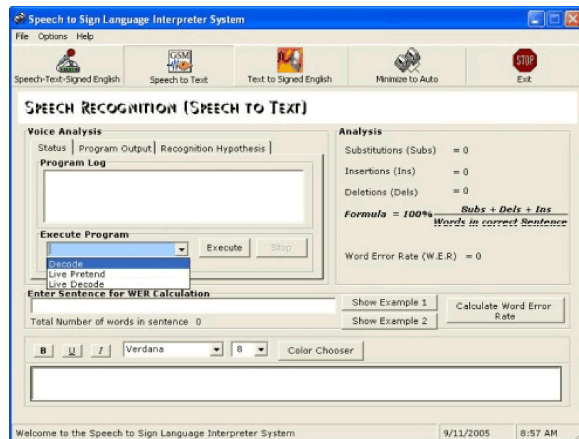 Speech to Sign Language Interpreter System
File Options Help
GSM
STOP
Speech-Text-Signed English Speech to Text Text to Signed English Minimize to Auto Exit
SPEECH RECOGNITION (SPEECH TO TEXT)
Voice Analysis
Status Program Output Recognition Hypothesis
Program Log
Execute Program
Execute Stop
Decode
Live Pretend
Live Decode
Analysis
Substitutions (Subs) = 0
Insertions (Ins) = 0
Deletions (Dels) = 0
Formula = 100% Subs + Dels + Ins
Words in correct Sentence
Word Error Rate (W.E.R) = 0
Enter Sentence for WER Calculation
Total Number of words in sentence 0
Show Example 1
Show Example 2
Calculate Word Error
Rate
B U I Verdana 8 Color Chooser
Welcome to the Speech to Sign Language Interpreter System 9/11/2005 8:57 AM